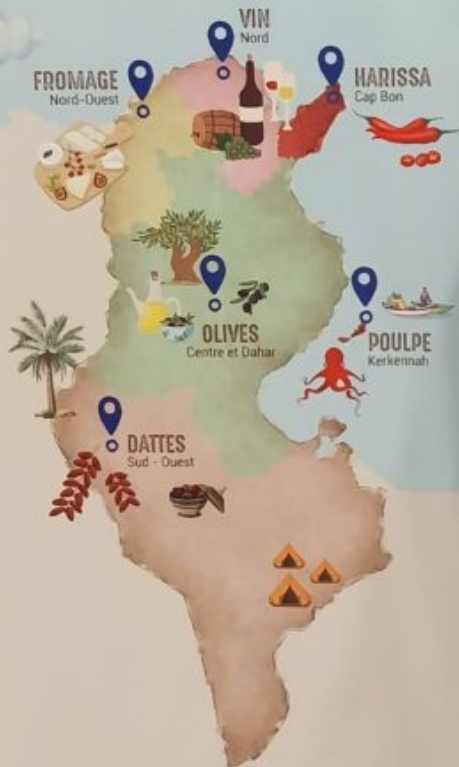 VIN
Nord
FROMAGE
Nord-Ouest
HARISSA
Cap Bon
OLIVES
Centre et Dahar
POULPE
Kerkennah
DATTES
Sud - Ouest